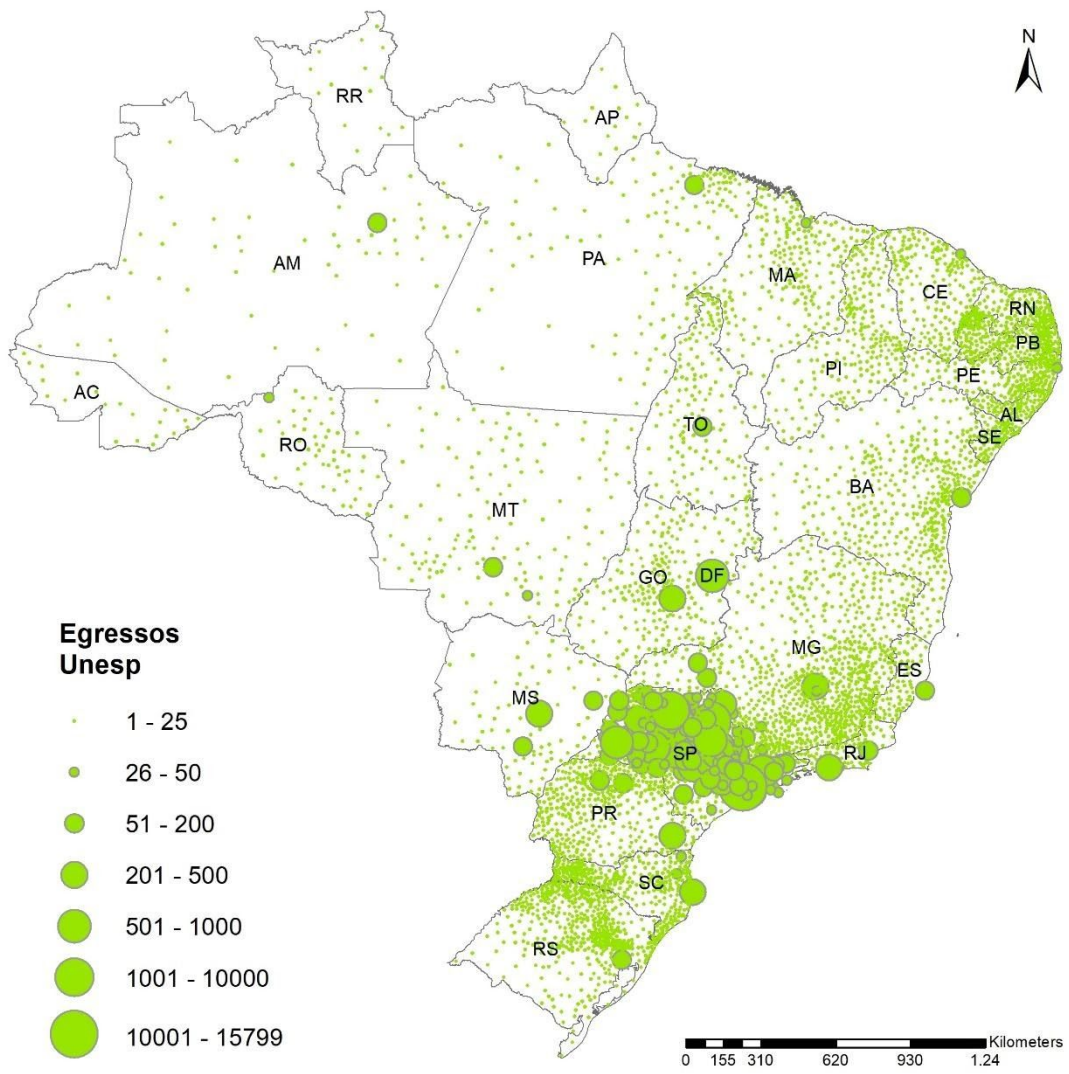 N
RR
AP
AM
PA
MA
CE
RN
PB
PI
PE
AC
AL
TO
SE
RO
BA
MT
GO
DF
Egressos
Unesp
MG
ES
MS
1 - 25
SP
RJ
26 - 50
PR
51 - 200
201 - 500
SC
501 - 1000
RS
1001 - 10000
10001 - 15799
Kilometers
0 155 310 620 930 1.24